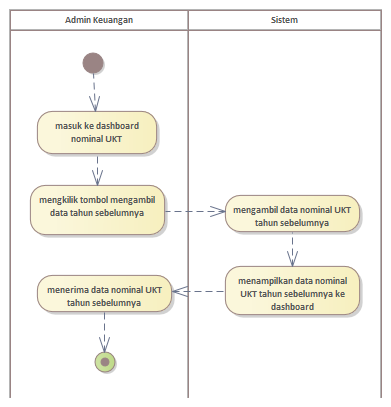 Admin Keuangan
Sistem
masuk ke dashboard
nominal UKT
mengkilik tombol mengambil
data tahun sebelumnya
mengambil data nominal UKT
tahun sebelumnya
menampilkan data nominal
UKT tahun sebelumnya ke
dashboard
menerima data nominal UKT
tahun sebelumnya